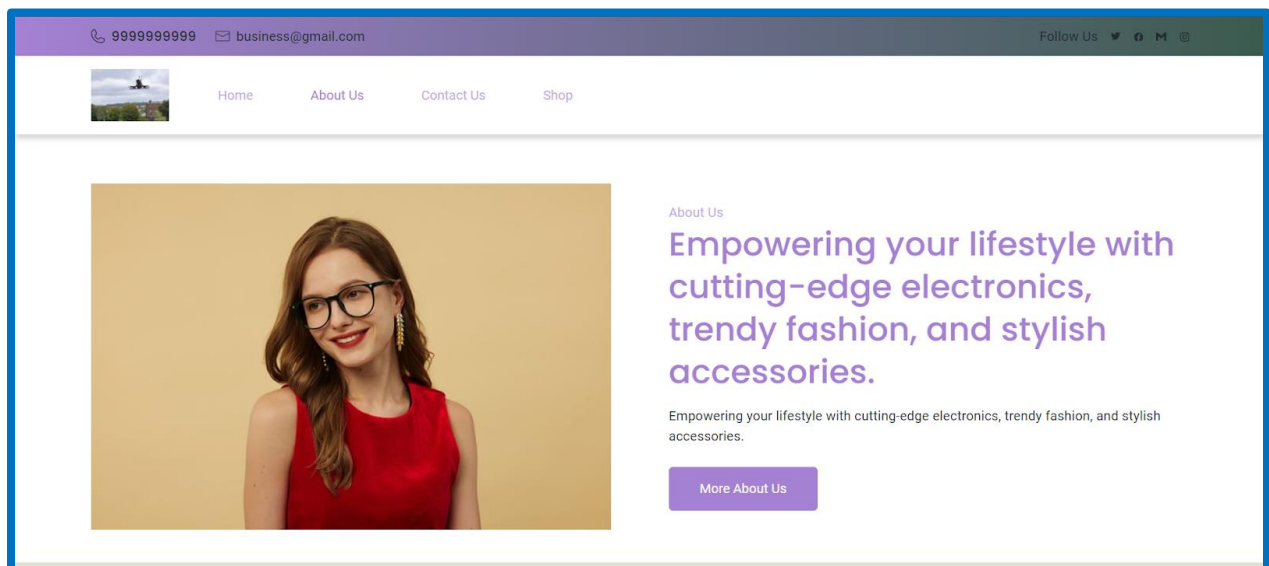 9999999999 business@gmail.com Follow Us
Home About Us Contact Us Shop
About Us
Empowering your lifestyle with
cutting-edge electronics,
trendy fashion, and stylish
accessories.
Empowering your lifestyle with cutting-edge electronics, trendy fashion, and stylish
accessories.
More About Us